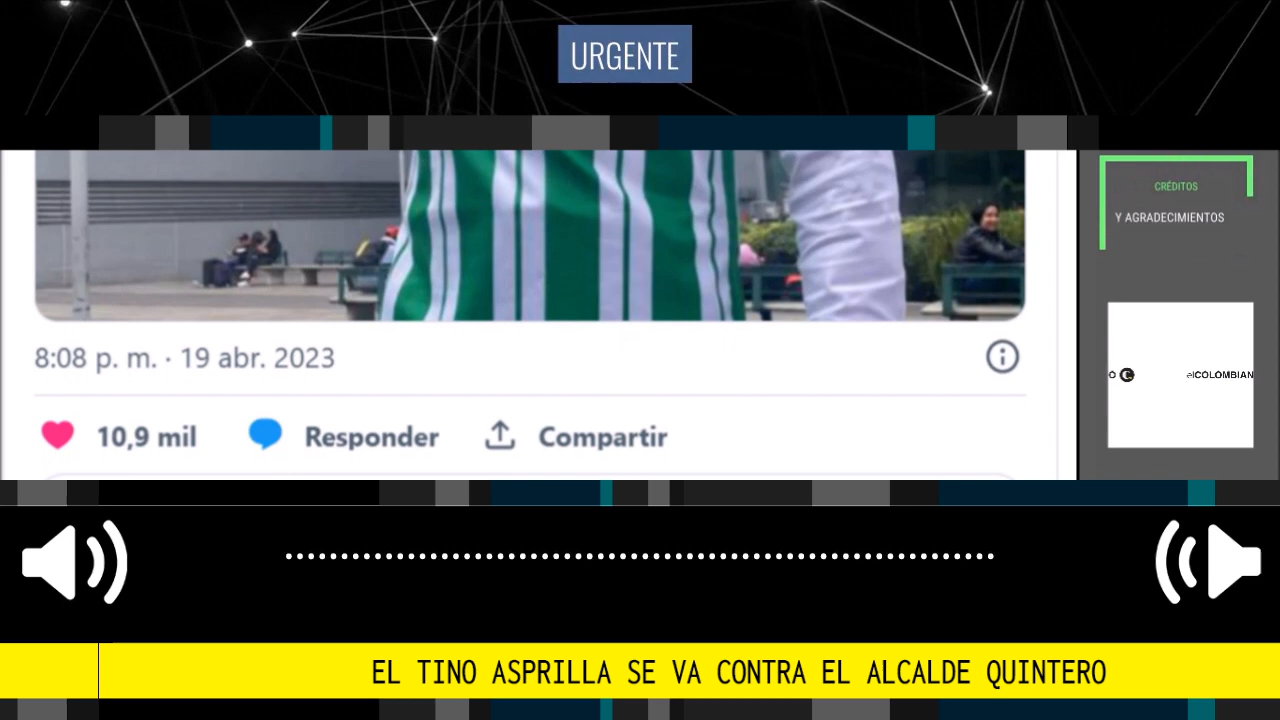 URGENTE
CRÉDITOS
Y AGRADECIMIENTOS
elCOLOMBIAN
8:08 p. m. · 19 abr. 2023
10,9 mil
Responder
Compartir
EL TINO ASPRILLA SE VA CONTRA EL ALCALDE QUINTERO